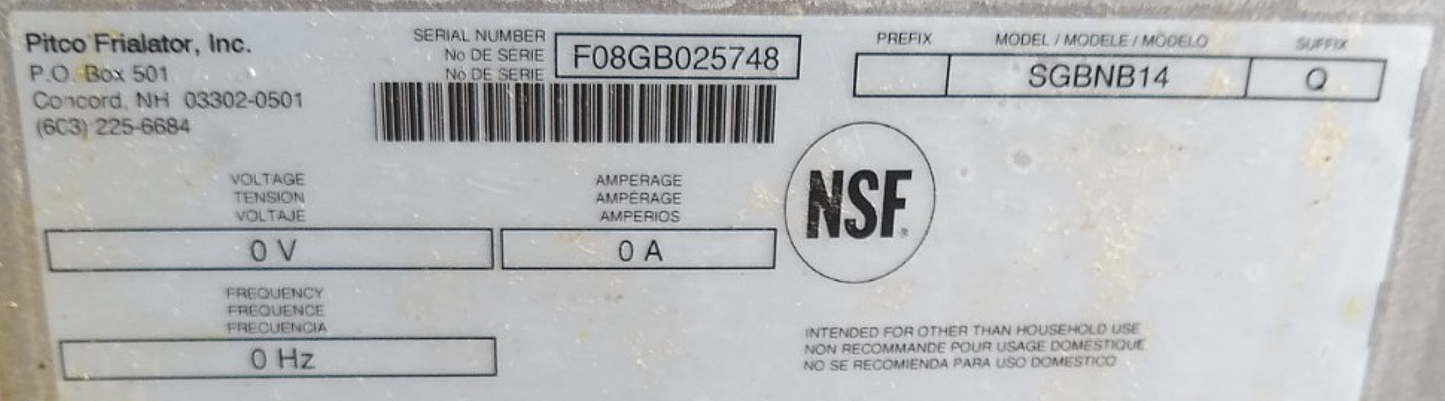 Pitco Frialator, Inc.
P.O. Box 501
Concord, NH 03302-0501
(603) 225-6684
SERIAL NUMBER
No DE SÉRIE
No DE SERIE
F08GB025748
PREFIX
MODEL / MODELE / MODELO
SUFFIX
SGBNB14
Q
VOLTAGE
TENSION
VOLTAJE
0 V
AMPERAGE
AMPERAGE
AMPERIOS
0 A
NSF.
FREQUENCY
FREQUENCE
FRECUENCIA
0 Hz
INTENDED FOR OTHER THAN HOUSEHOLD USE
NON RECOMMANDE POUR USAGE DOMESTIQUE
NO SE RECOMIENDA PARA USO DOMESTICO